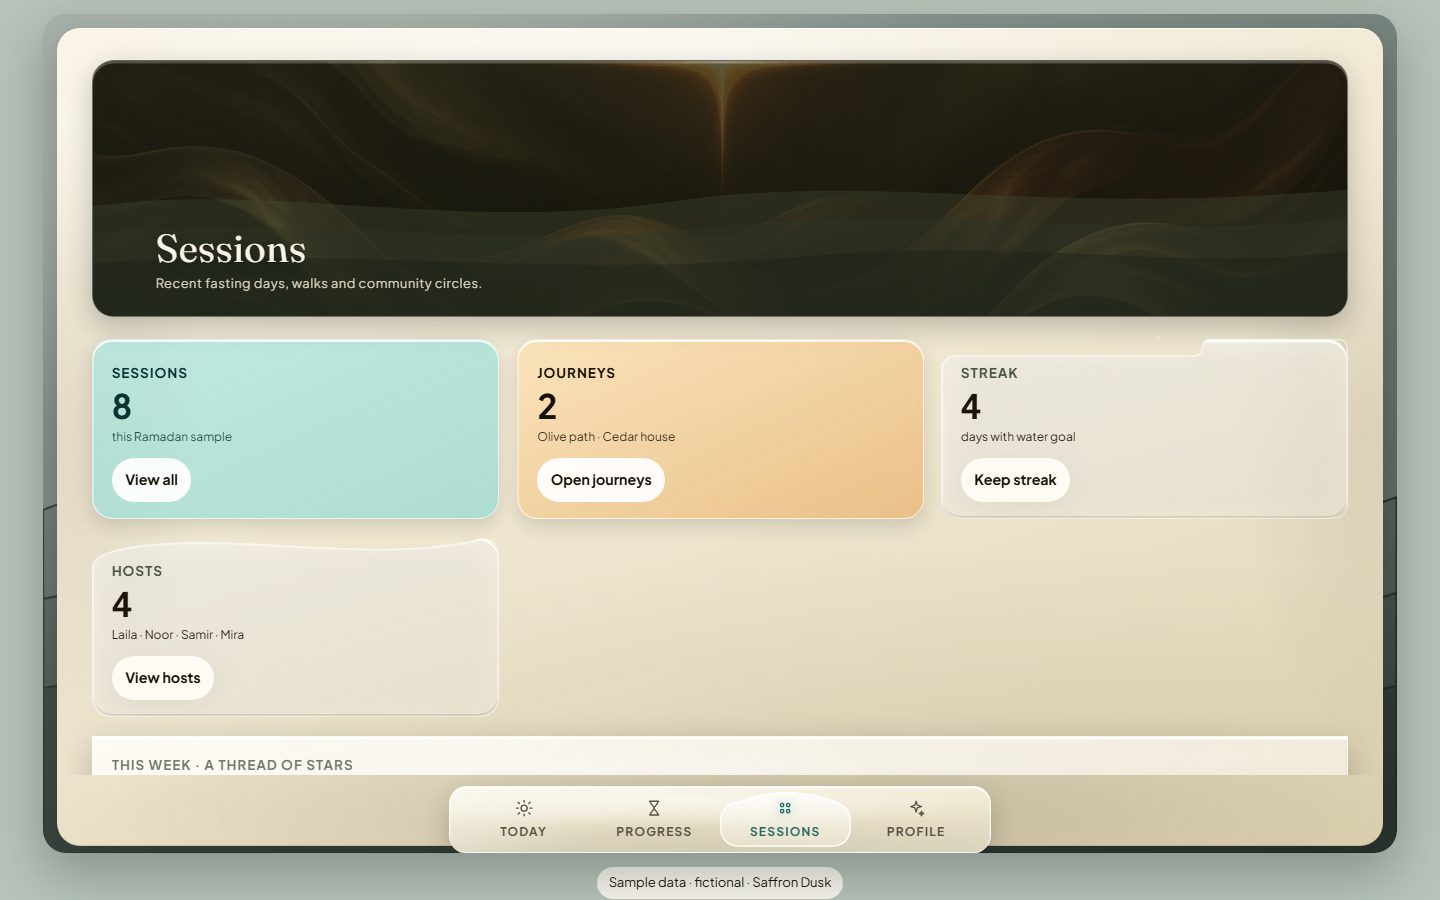 Sessions
Recent fasting days, walks and community circles.
SESSIONS
8
this Ramadan sample
View all
JOURNEYS
2
Olive path · Cedar house
Open journeys
STREAK
4
days with water goal
Keep streak
HOSTS
4
Laila · Noor · Samir · Mira
View hosts
THIS WEEK · A THREAD OF STARS
TODAY
PROGRESS
SESSIONS
PROFILE
Sample data · fictional · Saffron Dusk